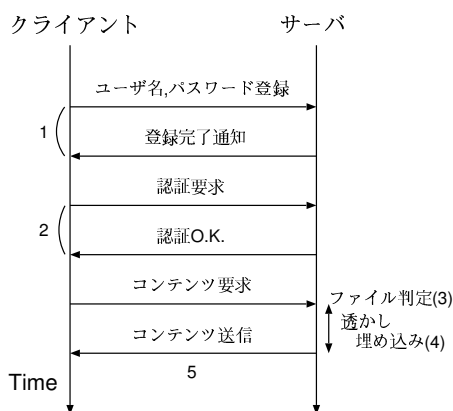 クライアント
サーバ
ユーザ名,パスワード登録
1
登録完了通知
認証要求
2
認証O.K.
コンテンツ要求
ファイル判定(3)
透かし
埋め込み(4)
コンテンツ送信
5
Time